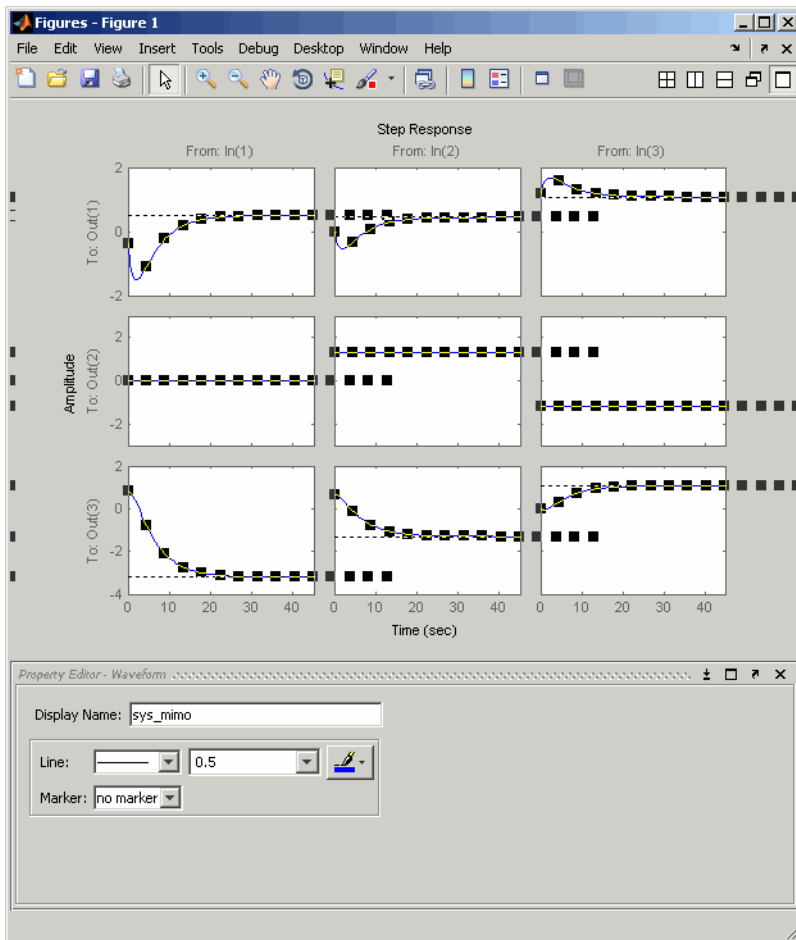 Figures - Figure 1
File Edit View Insert Tools Debug Desktop Window Help
Step Response
From: In(1) From: In(2) From: In(3)
To: Out(1)
2
0
-2
Amplitude
To: Out(2)
2
0
-2
To: Out(3)
2
0
-2
-4
0 10 20 30 40 0 10 20 30 40 0 10 20 30 40
Time (sec)
Property Editor - Waveform
Display Name: sys_mimo
Line: 0.5
Marker: no marker